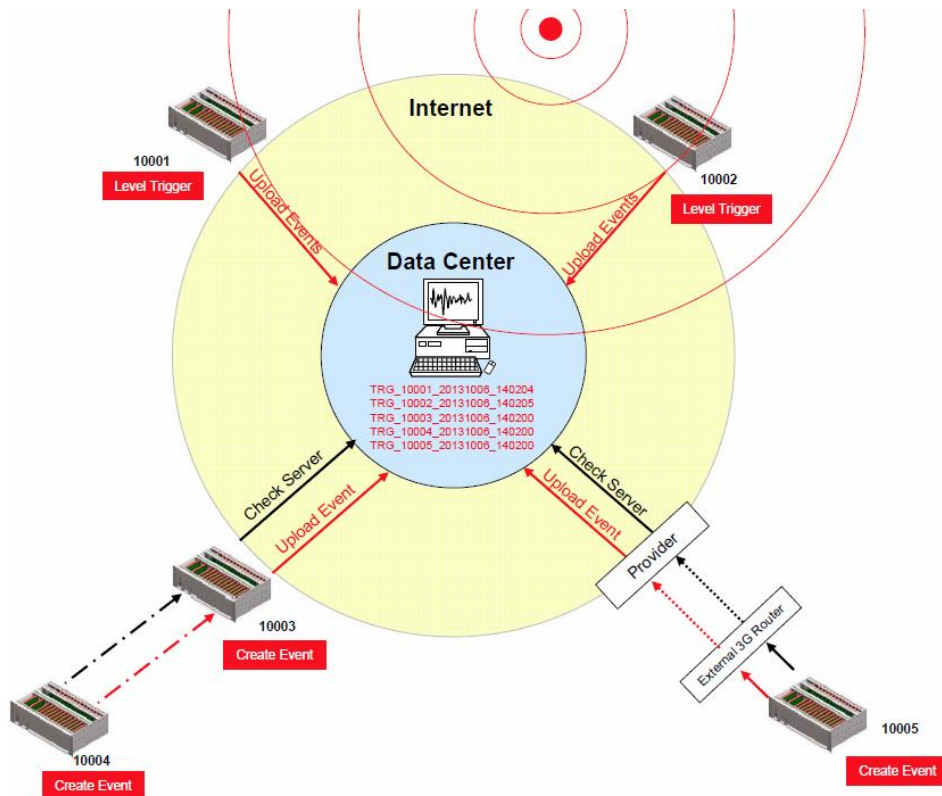 Internet
10001
Level Trigger
10002
Level Trigger
Upload Events
Upload Events
Data Center
TRG_10001_20131006_140204
TRG_10002_20131006_140205
TRG_10003_20131006_140200
TRG_10004_20131006_140200
TRG_10005_20131006_140200
Check Server
Upload Event
Check Server
Upload Event
Provider
External 3G Router
10003
Create Event
10004
Create Event
10005
Create Event